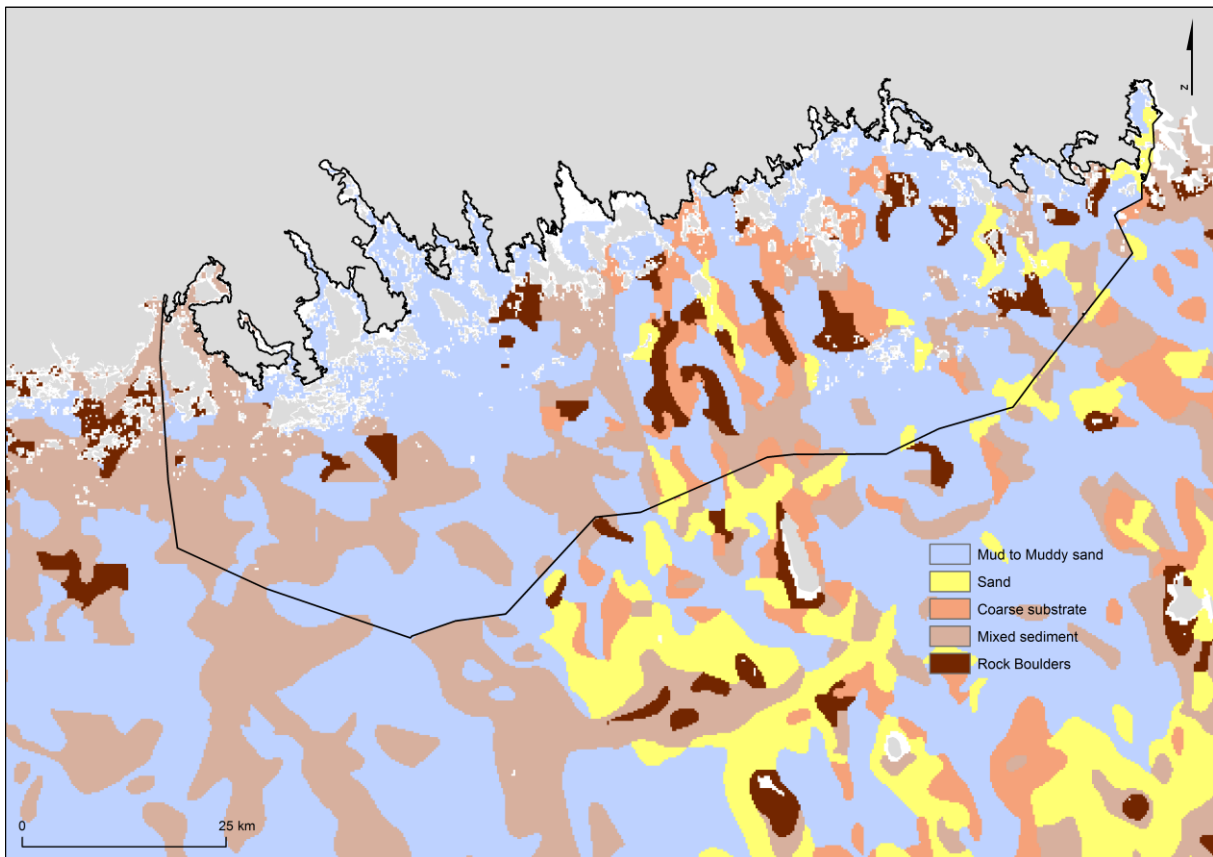 z
Mud to Muddy sand
Sand
Coarse substrate
Mixed sediment
Rock Boulders
0 25 km